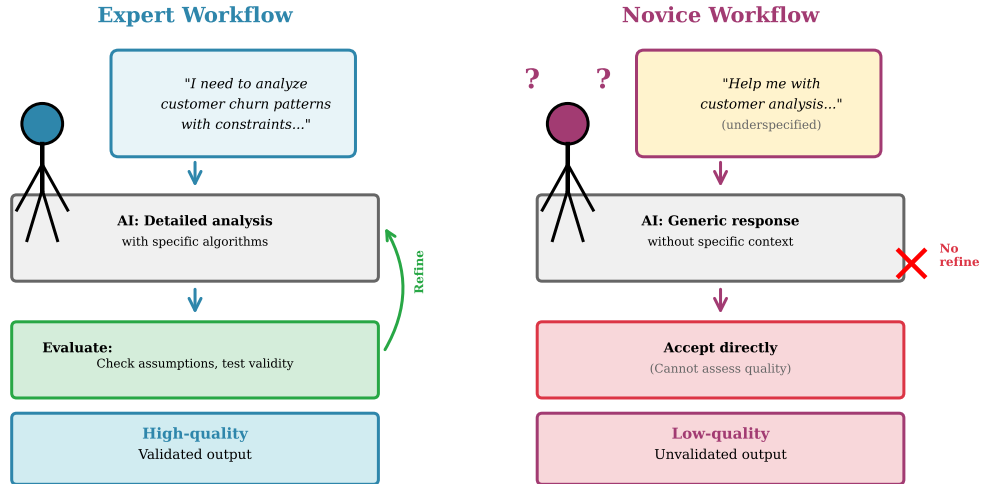 Expert Workflow
"I need to analyze
customer churn patterns
with constraints..."
AI: Detailed analysis
with specific algorithms
Refine
Evaluate:
Check assumptions, test validity
High-quality
Validated output
Novice Workflow
? ?
"Help me with
customer analysis..."
(underspecified)
AI: Generic response
without specific context
No
refine
Accept directly
(Cannot assess quality)
Low-quality
Unvalidated output